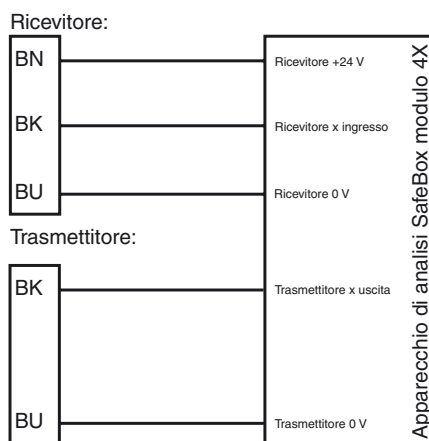 Ricevitore:
BN
Ricevitore +24 V
BK
Ricevitore x ingresso
BU
Ricevitore 0 V
Trasmettitore:
BK
Trasmettitore x uscita
BU
Trasmettitore 0 V
Apparecchio di analisi SafeBox modulo 4X